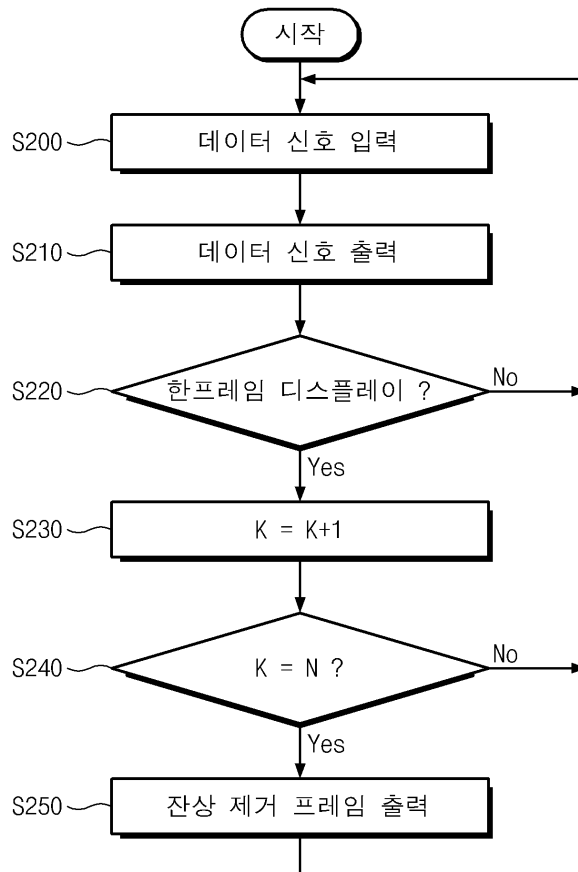 시작
S200
데이터 신호 입력
S210
데이터 신호 출력
S220
한프레임 디스플레이 ?
No
Yes
S230
K = K+1
S240
K = N ?
No
Yes
S250
잔상 제거 프레임 출력